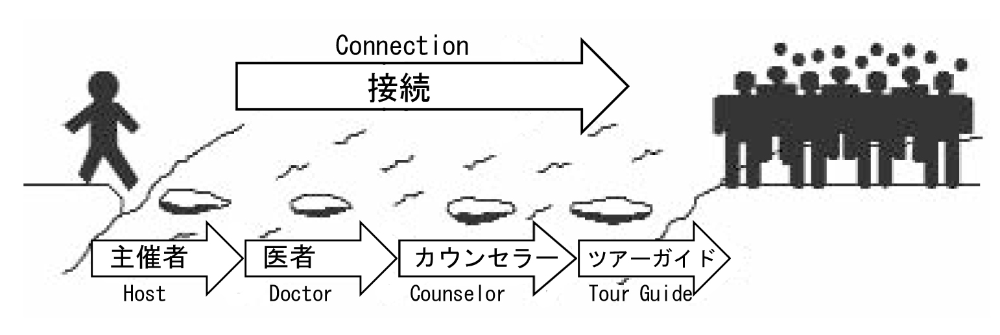 Connection
接続
主催者
医者
カウンセラー
ツアーガイド
Host
Doctor
Counselor
Tour Guide